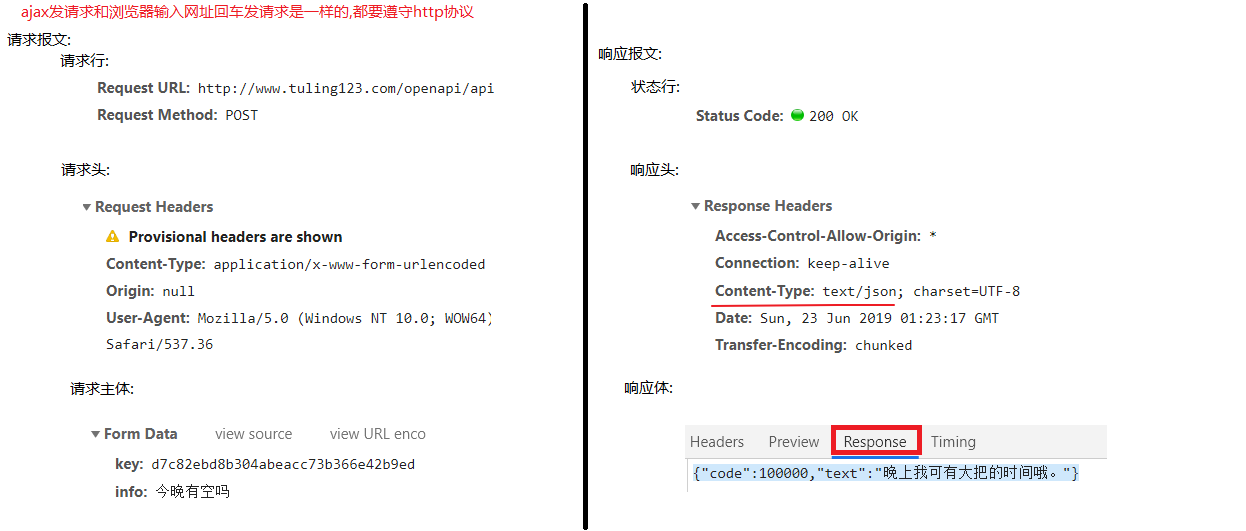 ajax发请求和浏览器输入网址回车发请求是一样的,都要遵守http协议
请求报文:
请求行:
Request URL: http://www.tuling123.com/openapi/api
Request Method: POST
请求头:
Request Headers
Provisional headers are shown
Content-Type: application/x-www-form-urlencoded
Origin: null
User-Agent: Mozilla/5.0 (Windows NT 10.0; WOW64)
Safari/537.36
请求主体:
Form Data view source view URL enco
key: d7c82ebd8b304abeacc73b366e42b9ed
info: 今晚有空吗
响应报文:
状态行:
Status Code: 200 OK
响应头:
Response Headers
Access-Control-Allow-Origin: *
Connection: keep-alive
Content-Type: text/json; charset=UTF-8
Date: Sun, 23 Jun 2019 01:23:17 GMT
Transfer-Encoding: chunked
响应体:
Headers Preview Response Timing
{"code":100000,"text":"晚上我可有大把的时间哦。"}